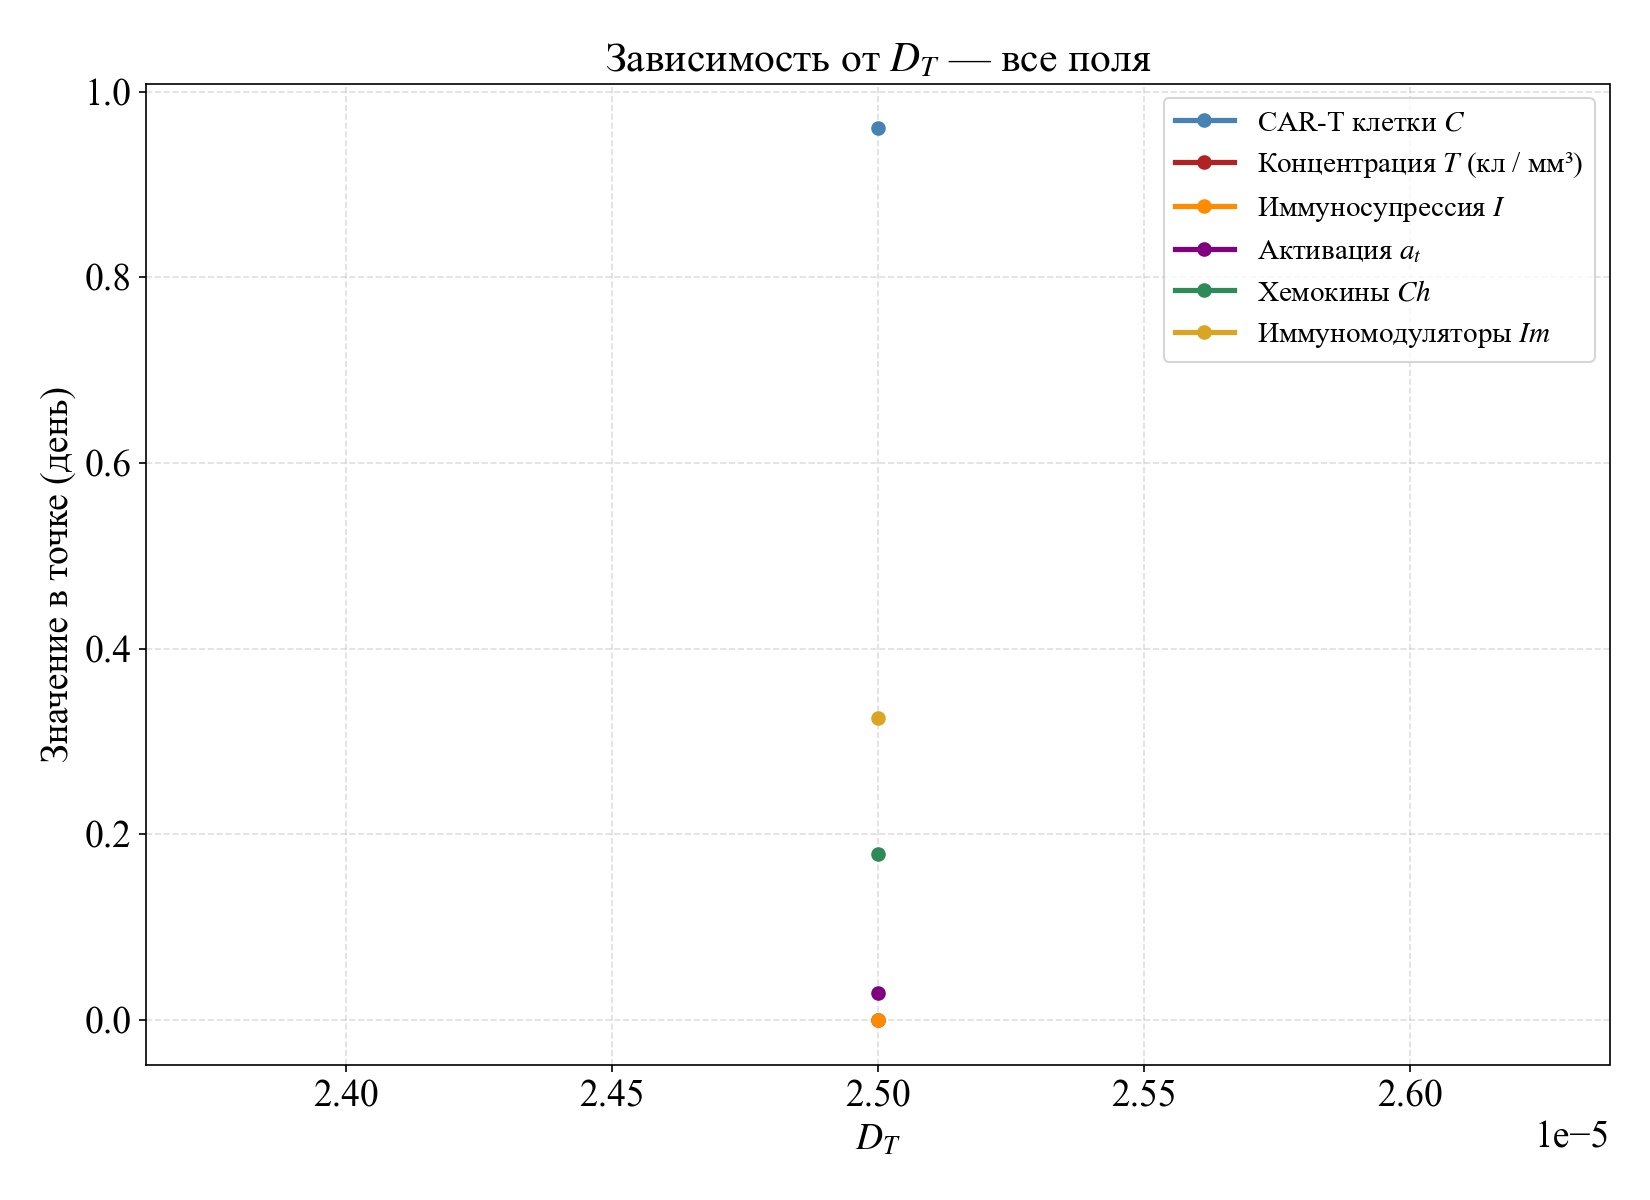 Зависимость от D_T — все поля
1.0
0.8
0.6
0.4
0.2
0.0
Значение в точке (день)
CAR-T клетки C
Концентрация T (кл / мм³)
Иммуносупрессия I
Активация a_t
Хемокины Ch
Иммуномодуляторы Im
2.40 2.45 2.50 2.55 2.60
D_T
1e−5